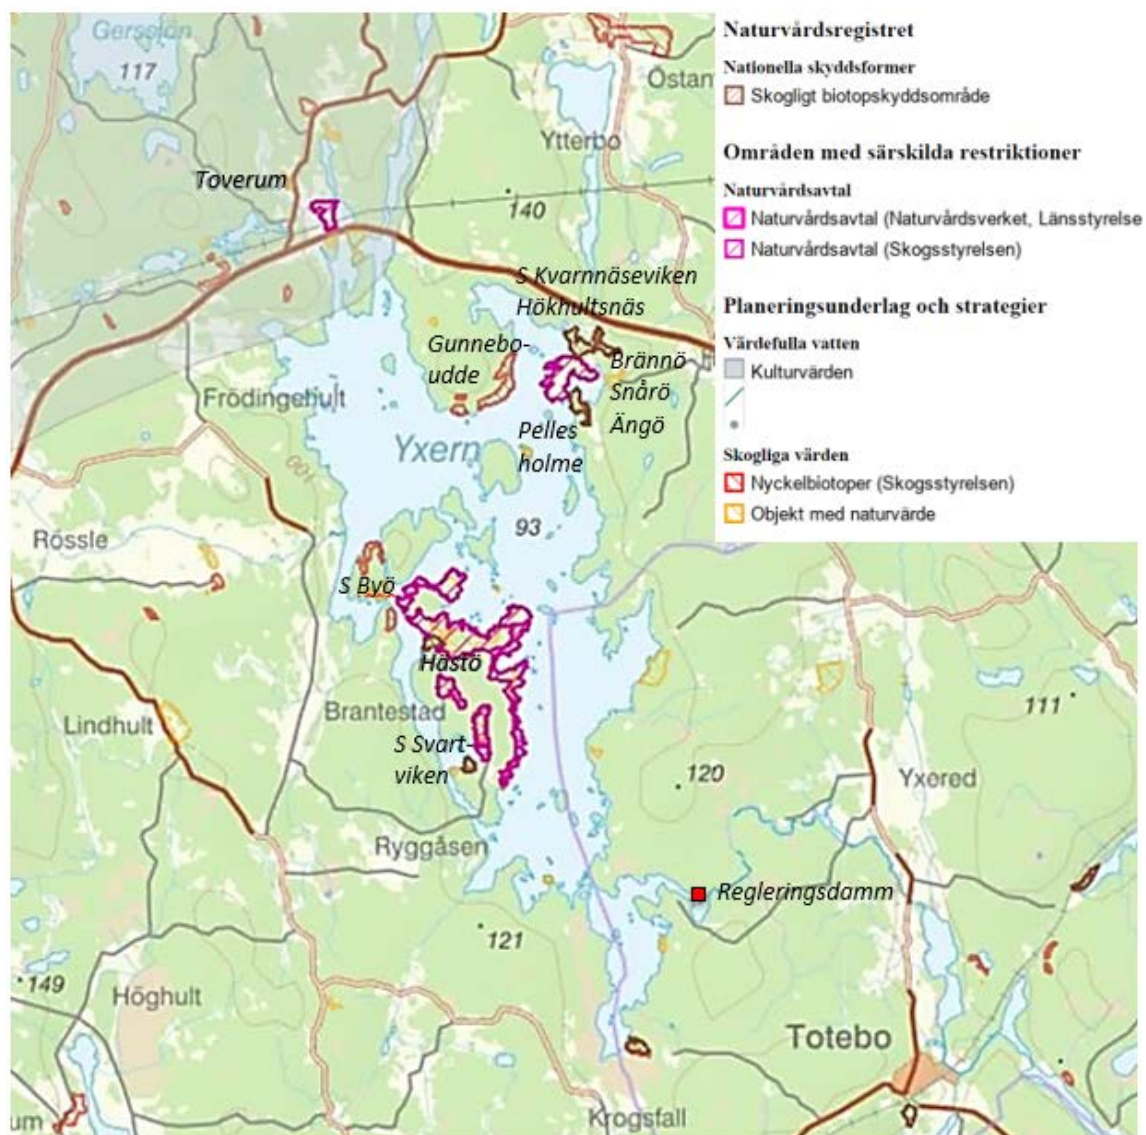 Gerssjön
117
Östan
Ytterbo
Toverum
140
S Kvarnnäseviken
Hökhultsnäs
Gunnebo-
udde
Brännö
Snårö
Ängö
Frödingehult
Pelles
holme
Yxern
100
93
Rössle
S Byö
Hästö
Brantestad
Lindhult
S Svart-
viken
111
120
Yxered
Ryggåsen
Regleringsdamm
121
149
Höghult
Totebo
um
Krogsfall
Naturvårdsregistret
Nationella skyddsformer
Skogligt biotopskyddsområde
Områden med särskilda restriktioner
Naturvårdsavtal
Naturvårdsavtal (Naturvårdsverket, Länsstyrelse
Naturvårdsavtal (Skogsstyrelsen)
Planeringsunderlag och strategier
Värdefulla vatten
Kulturvärden
Skogliga värden
Nyckelbiotoper (Skogsstyrelsen)
Objekt med naturvärde